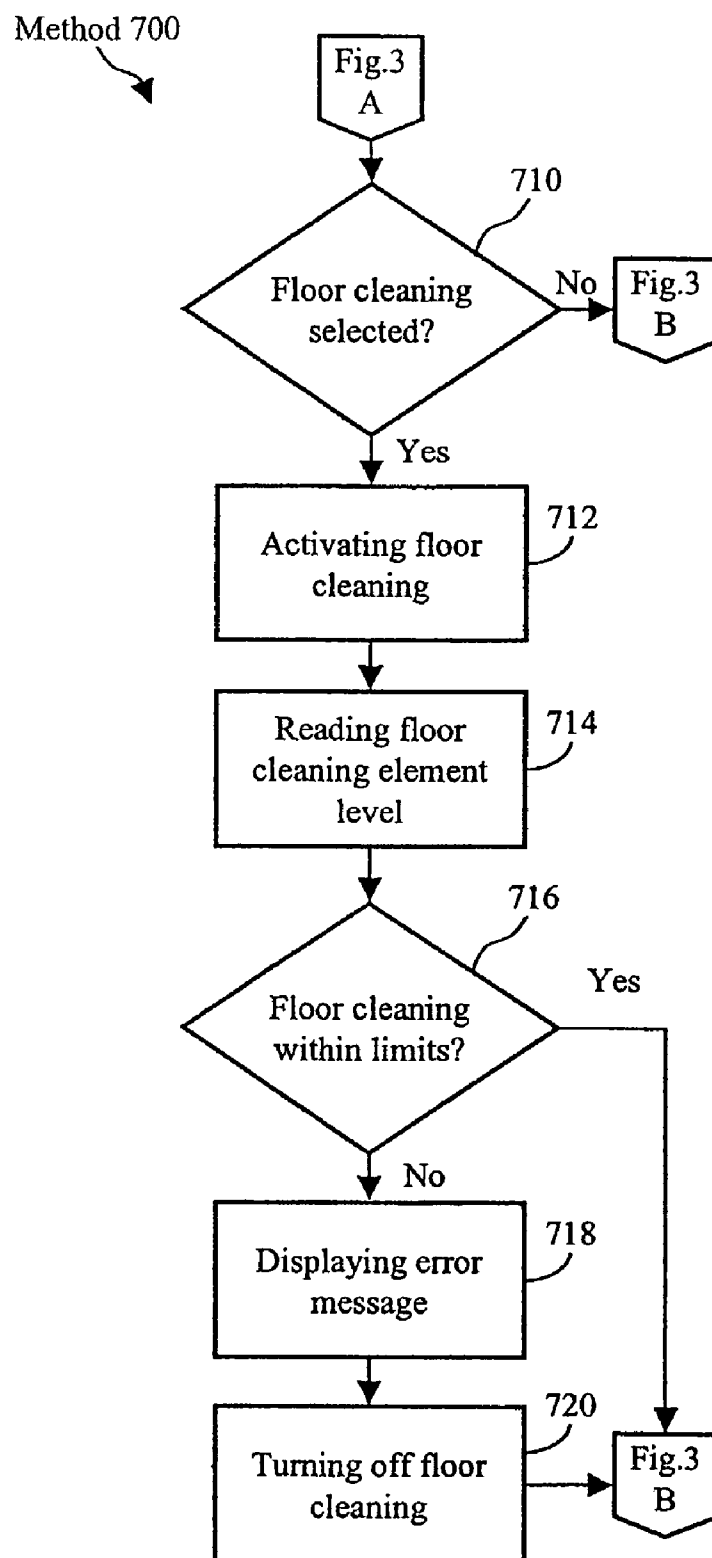 Method 700
Fig.3
A
710
Floor cleaning
selected?
No
Fig.3
B
Yes
712
Activating floor
cleaning
714
Reading floor
cleaning element
level
716
Floor cleaning
within limits?
Yes
No
718
Displaying error
message
720
Turning off floor
cleaning
Fig.3
B